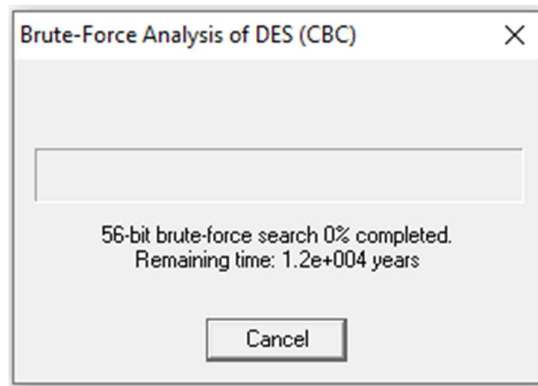 Brute-Force Analysis of DES (CBC)
56-bit brute-force search 0% completed.
Remaining time: 1.2e+004 years
Cancel